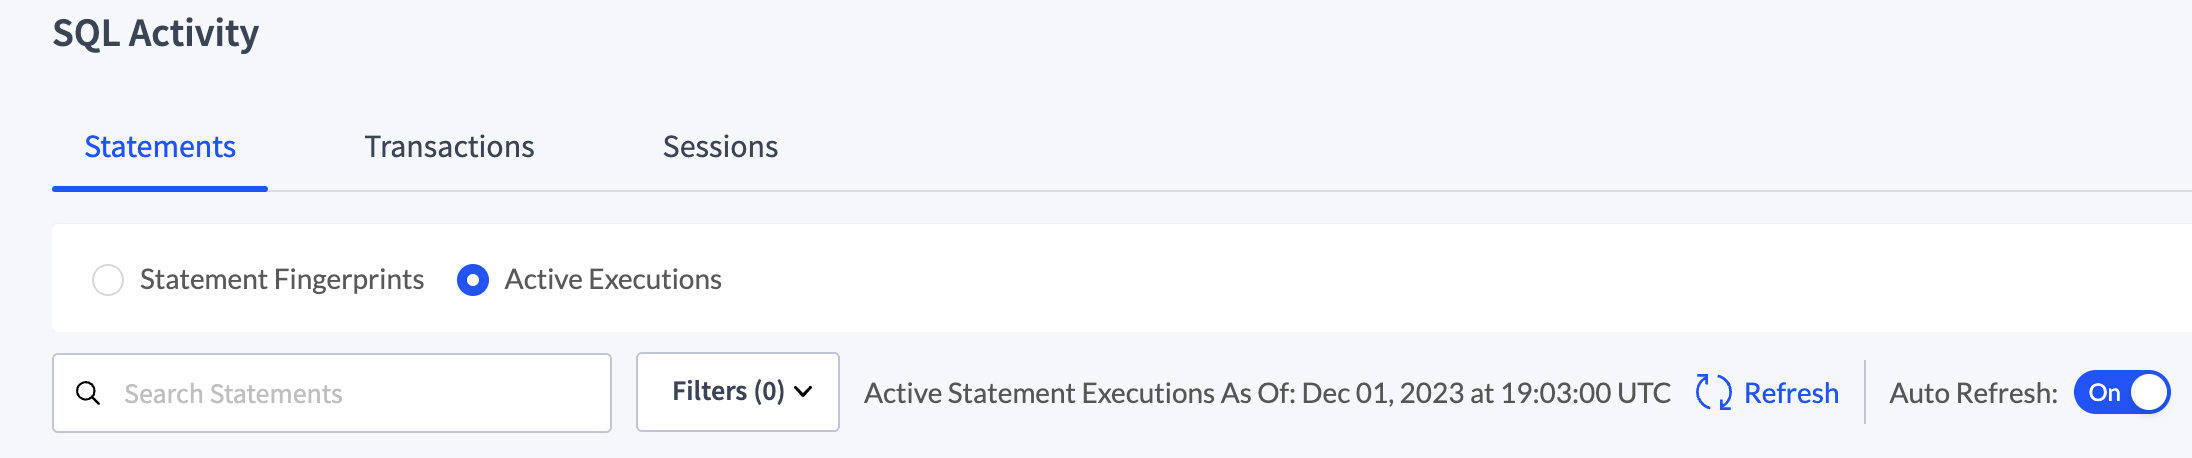 SQL Activity
Statements Transactions Sessions
Statement Fingerprints Active Executions
Search Statements Filters (0) Active Statement Executions As Of: Dec 01, 2023 at 19:03:00 UTC Refresh Auto Refresh: On